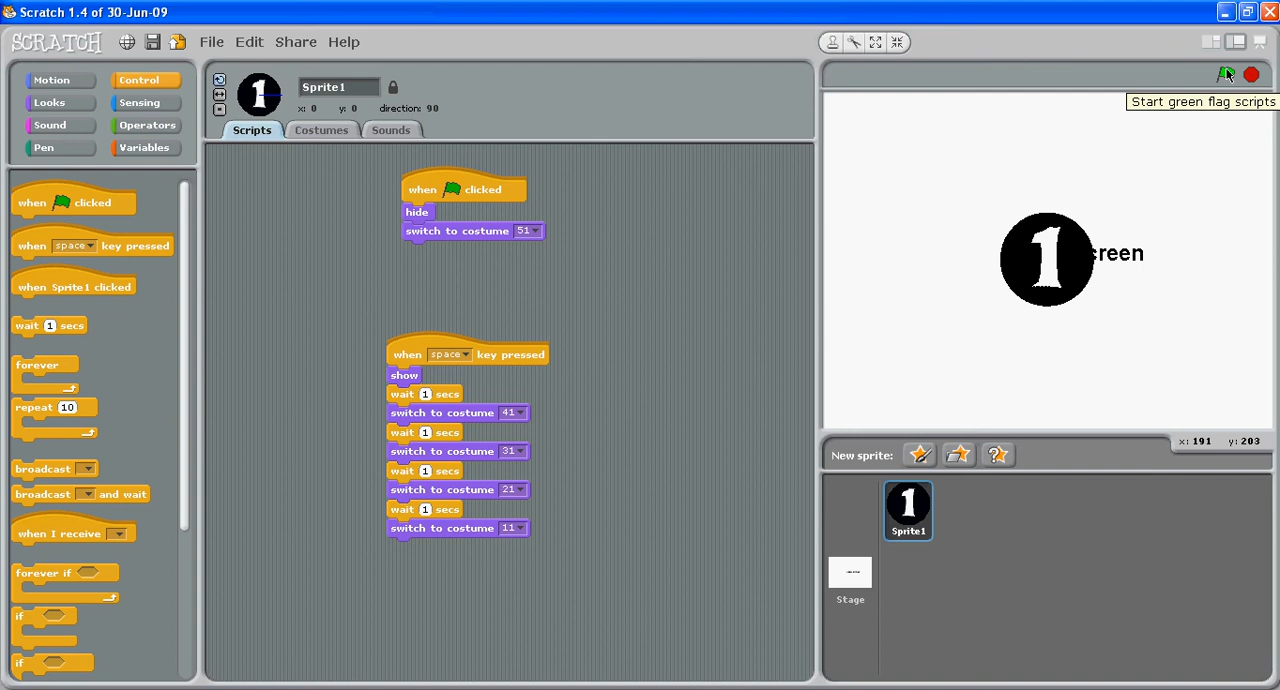 Scratch 1.4 of 30-Jun-09
SCRATCH File Edit Share Help
Motion Control
Looks Sensing
Sound Operators
Pen Variables
when clicked
when space key pressed
when Sprite1 clicked
wait 1 secs
forever
repeat 10
broadcast
broadcast and wait
when I receive
forever if
if
if
1 Sprite1
x: 0 y: 0 direction: 90
Scripts Costumes Sounds
when clicked
hide
switch to costume 51
when space key pressed
show
wait 1 secs
switch to costume 41
wait 1 secs
switch to costume 31
wait 1 secs
switch to costume 21
wait 1 secs
switch to costume 11
Start green flag scripts
1 creen
x: 191 y: 203
New sprite:
1
Sprite1
Stage